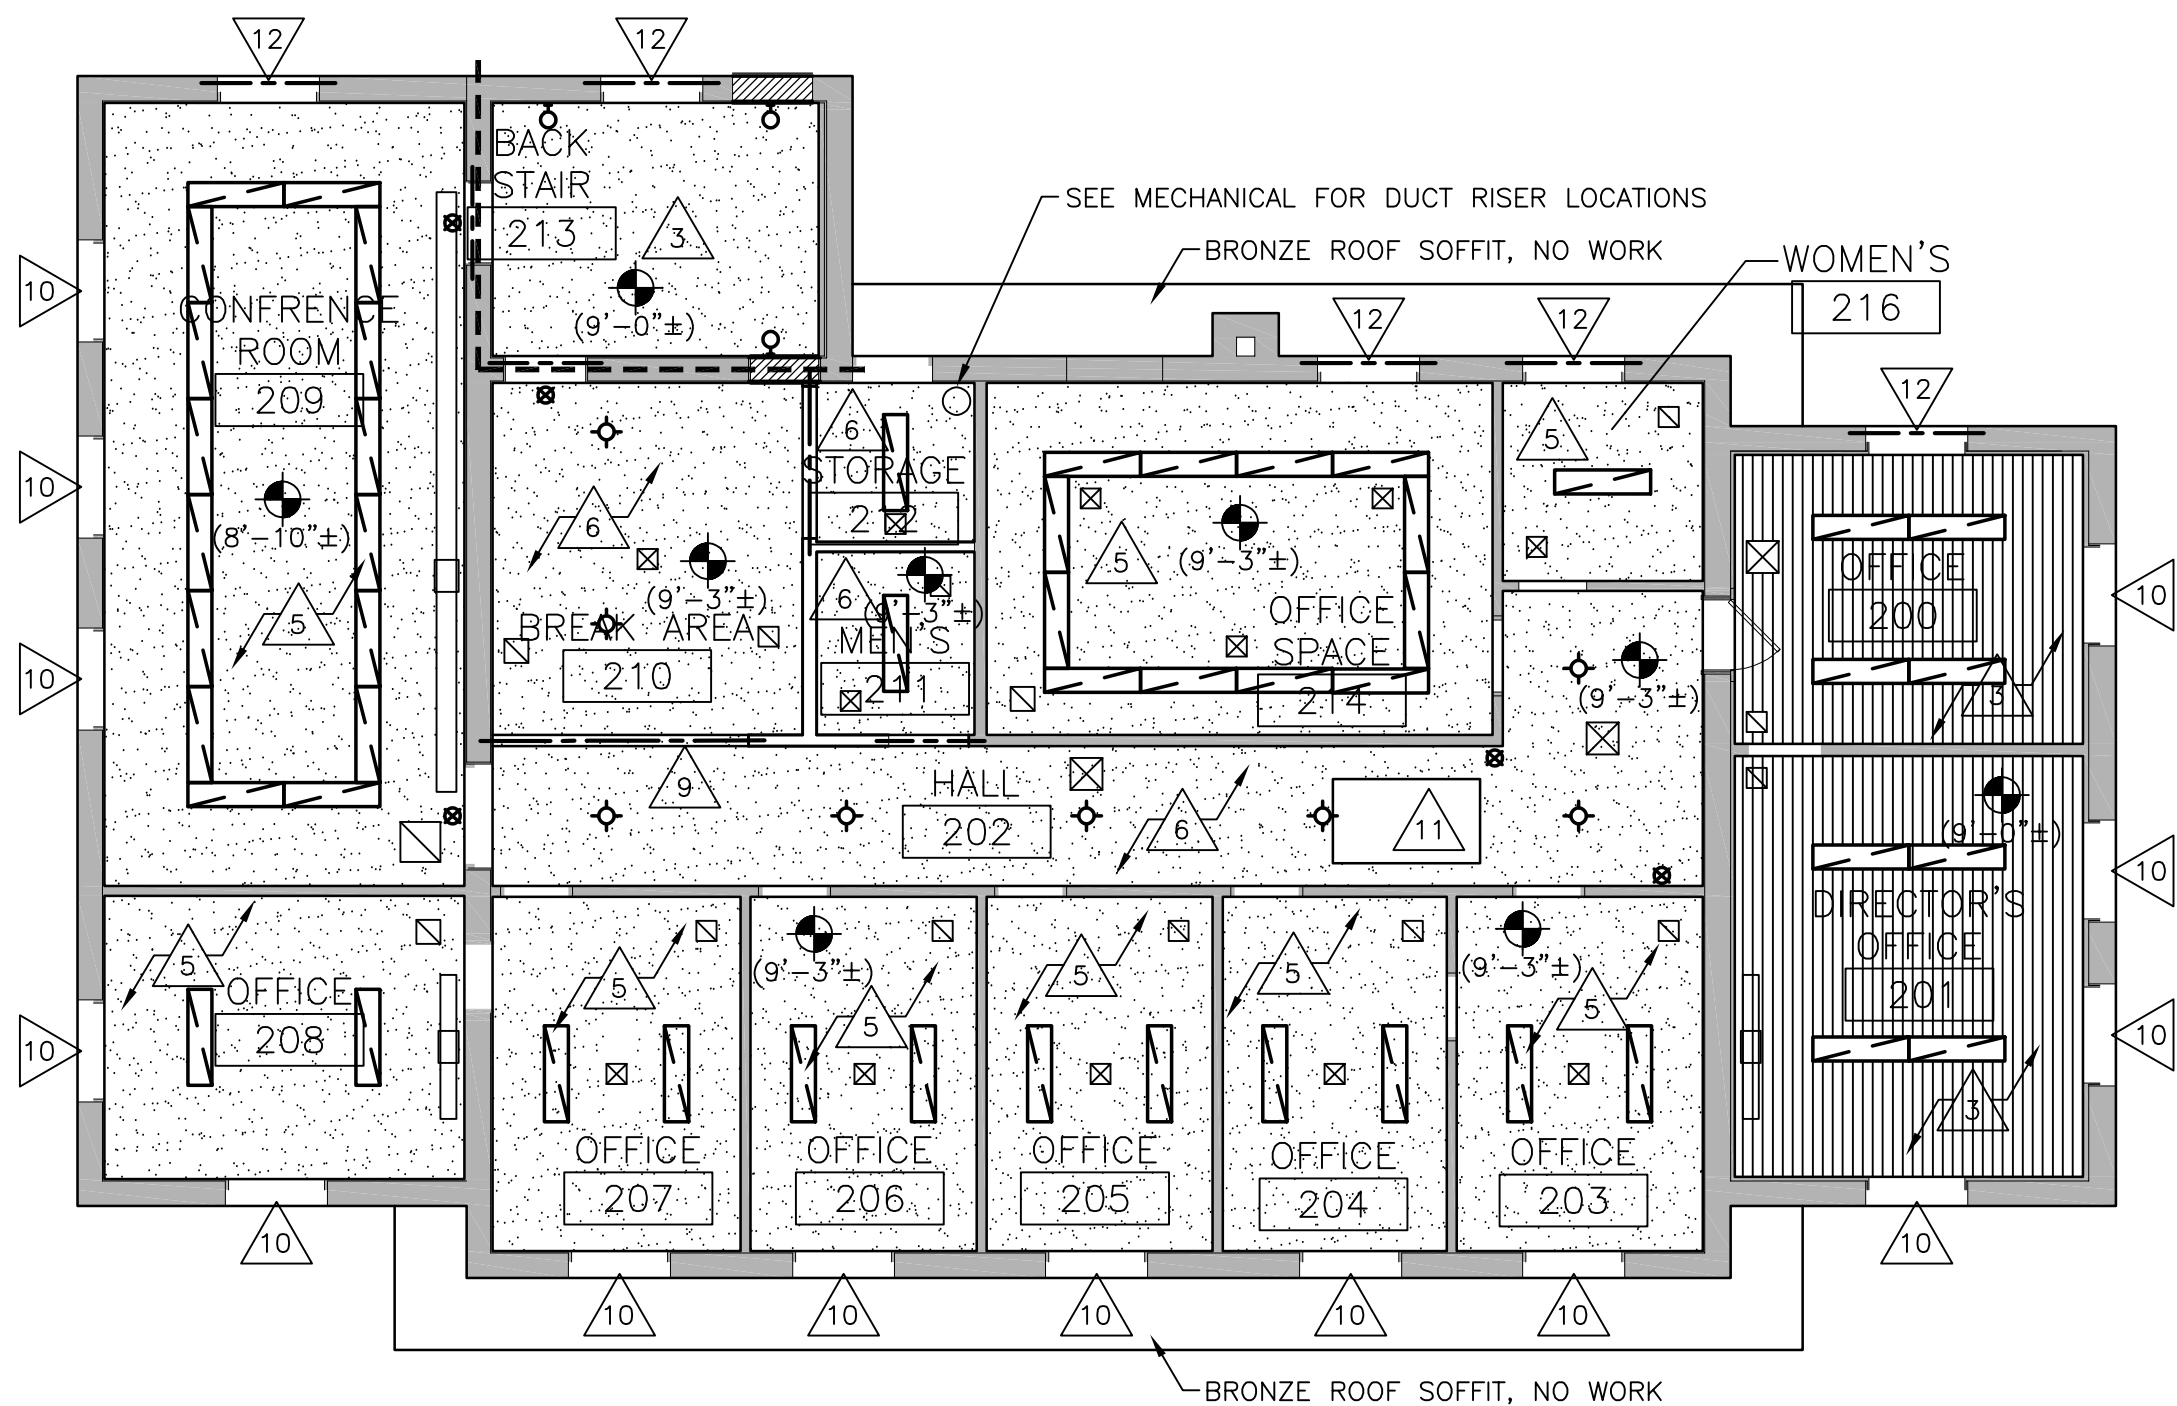 12
12
BACK
STAIR
213
3
(9'-0"±)
SEE MECHANICAL FOR DUCT RISER LOCATIONS
BRONZE ROOF SOFFIT, NO WORK
WOMEN'S
216
10
CONFRENCE
ROOM
209
(8'-10"±)
5
10
10
12
12
12
6
STORAGE
212
6
(9'-3"±)
BREAK AREA
210
6
(9'-3"±)
MEN'S
211
5
(9'-3"±)
OFFICE
SPACE
214
5
OFFICE
200
3
10
(9'-3"±)
9
HALL
202
6
11
(9'-0"±)
DIRECTOR'S
OFFICE
201
3
10
10
5
OFFICE
208
10
5
OFFICE
207
(9'-3"±)
5
OFFICE
206
5
OFFICE
205
5
OFFICE
204
(9'-3"±)
5
OFFICE
203
10
10
10
10
10
10
10
BRONZE ROOF SOFFIT, NO WORK